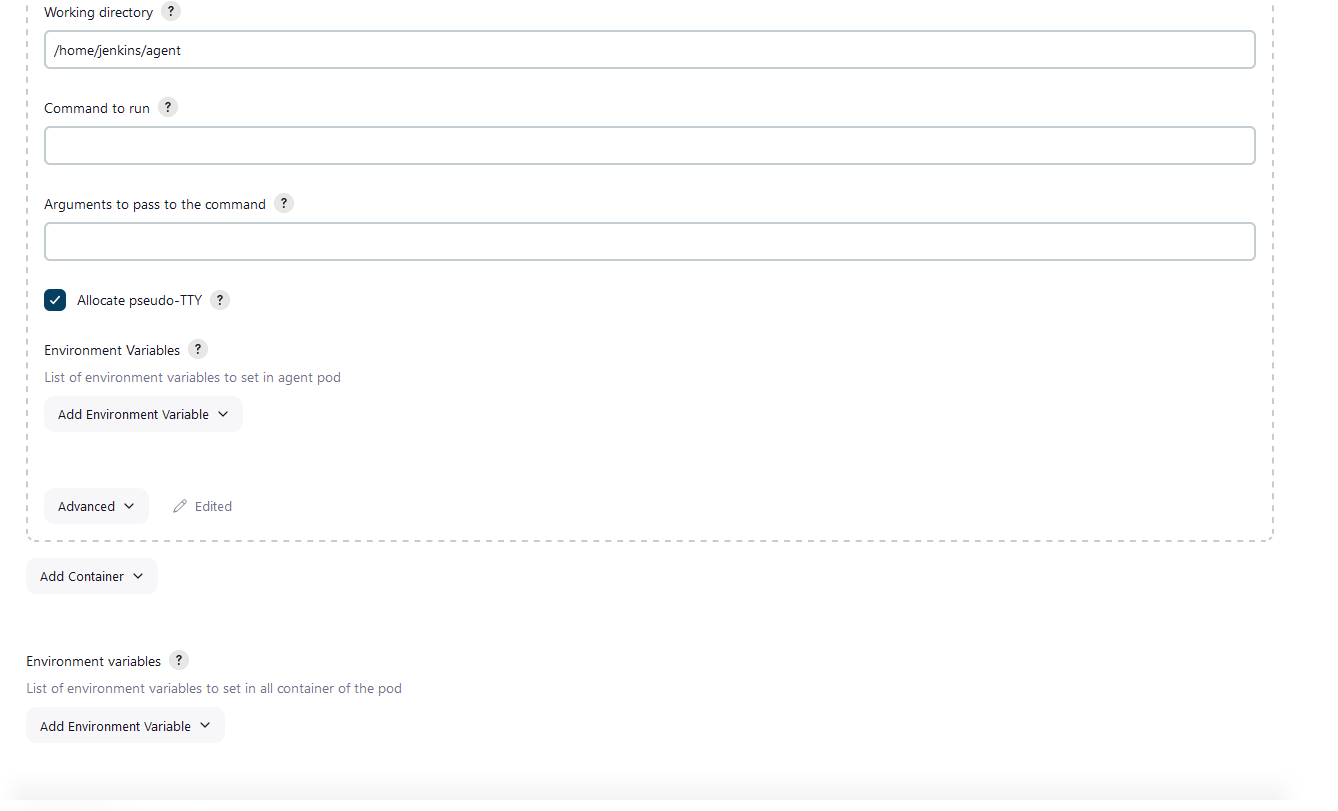 Working directory ?
/home/jenkins/agent
Command to run ?
Arguments to pass to the command ?
Allocate pseudo-TTY ?
Environment Variables ?
List of environment variables to set in agent pod
Add Environment Variable
Advanced Edited
Add Container
Environment variables ?
List of environment variables to set in all container of the pod
Add Environment Variable